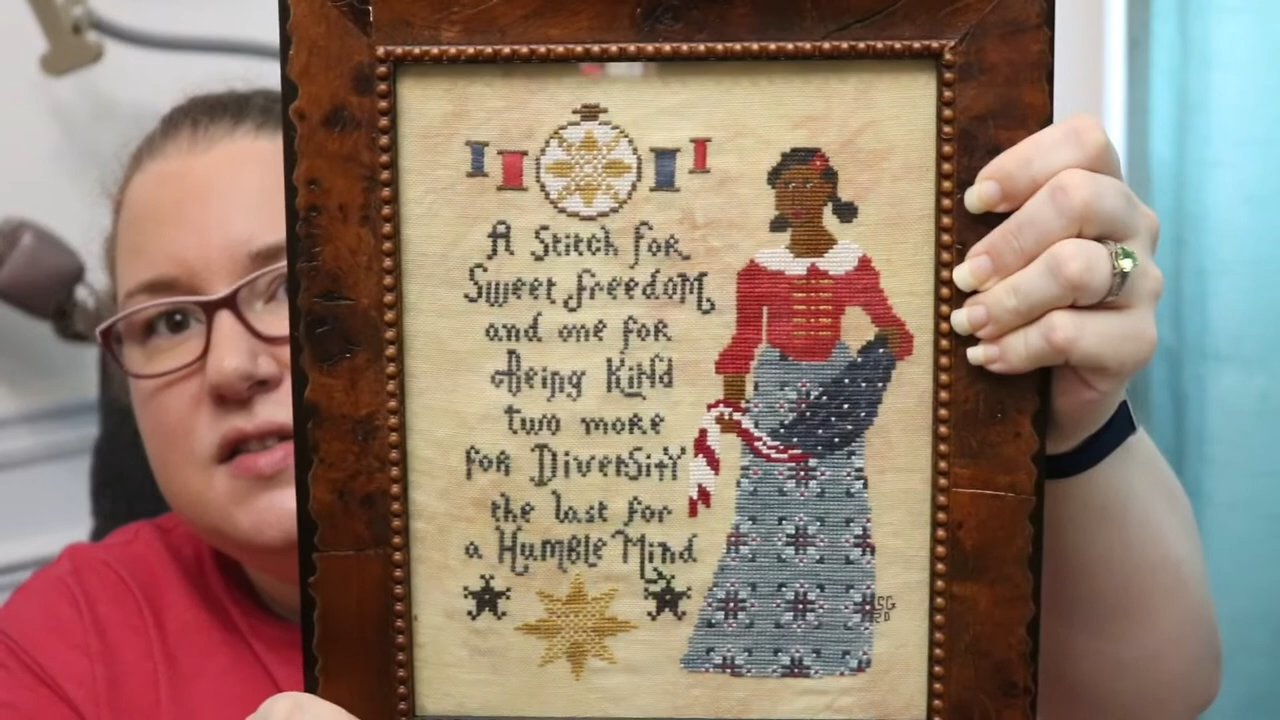 A Stitch for
Sweet freedom
and one for
Being Kind
two more
for Diversity
the last for
a Humble Mind
SG
20